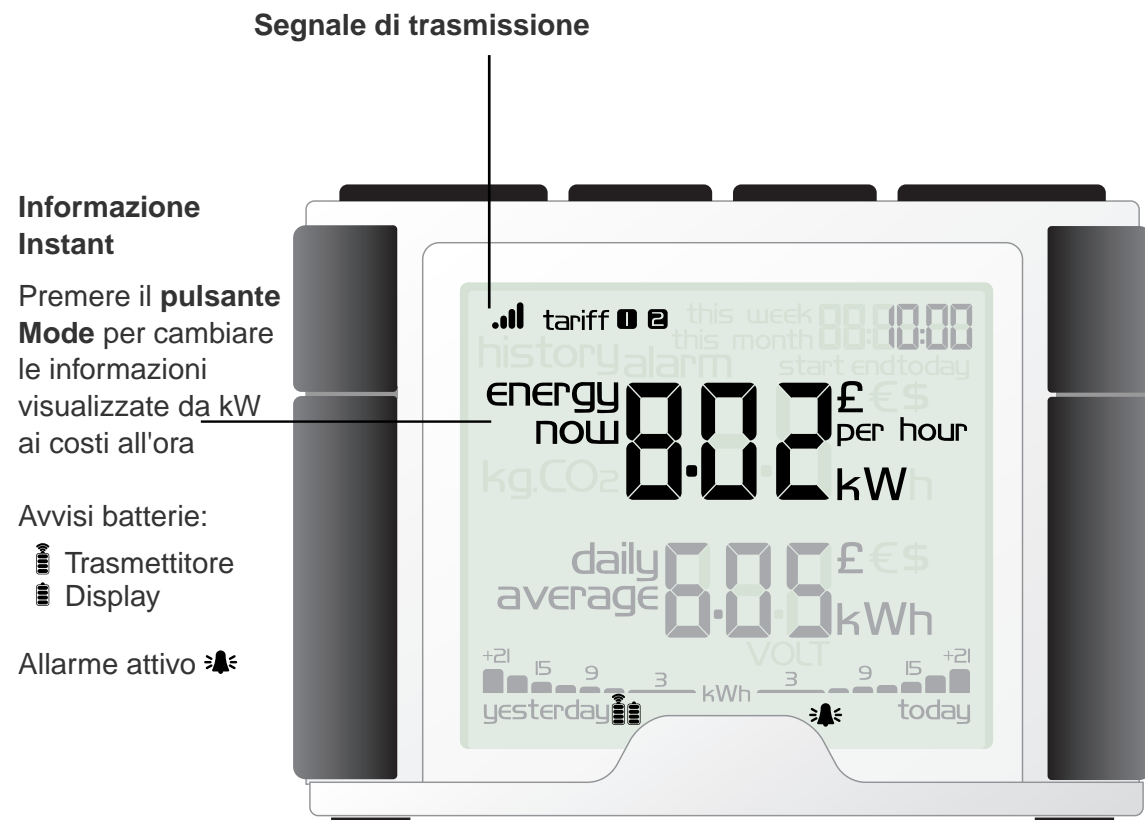 Segnale di trasmissione
Informazione
Instant
Premere il pulsante
Mode per cambiare
le informazioni
visualizzate da kW
ai costi all'ora
Avvisi batterie:
Trasmettitore
Display
Allarme attivo
tariff 1 2 this week 10:00
this month
history alarm start end today
energy now 8.02 £ € $
per hour
kg.CO2 kWh
daily average 6.05 £ € $
kWh
VOLT
+21 15 9 3 kWh 3 9 15 +21
yesterday today